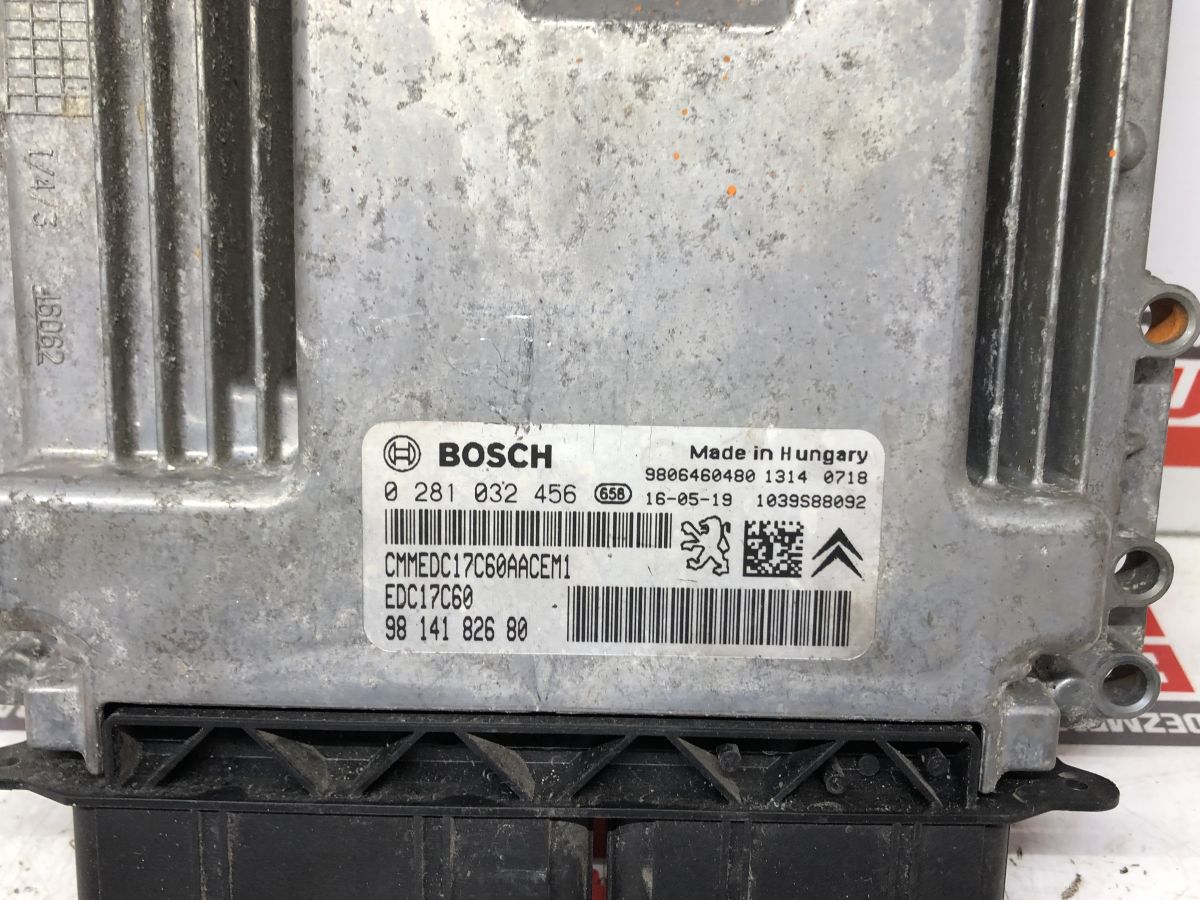 BOSCH
Made in Hungary
9806460480 1314 0718
0 281 032 456 658 16-05-19 1039S88092
CMMEDC17C60AACEM1
EDC17C60
98 141 826 80
16062